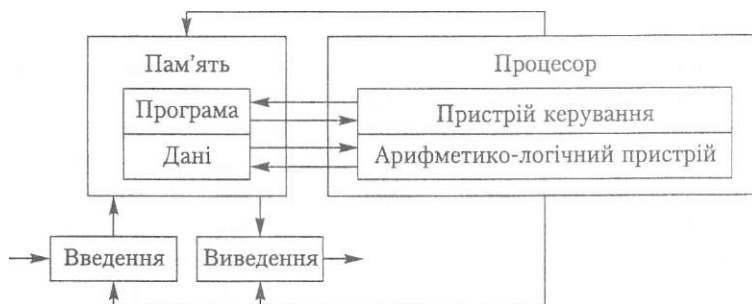 Пам’ять
Процесор
Програма
Пристрій керування
Дані
Арифметико-логічний пристрій
Введення
Виведення